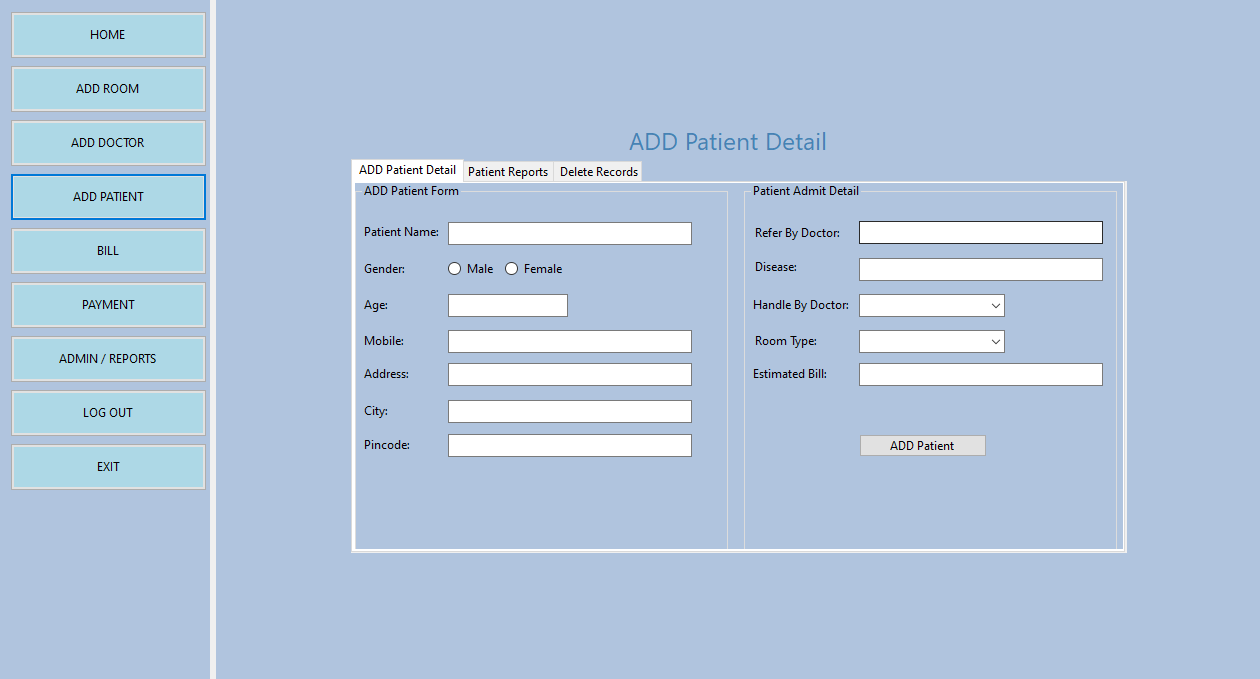 HOME
ADD ROOM
ADD DOCTOR
ADD PATIENT
BILL
PAYMENT
ADMIN / REPORTS
LOG OUT
EXIT
ADD Patient Detail
ADD Patient Detail Patient Reports Delete Records
ADD Patient Form
Patient Name:
Gender: Male Female
Age:
Mobile:
Address:
City:
Pincode:
Patient Admit Detail
Refer By Doctor:
Disease:
Handle By Doctor:
Room Type:
Estimated Bill:
ADD Patient